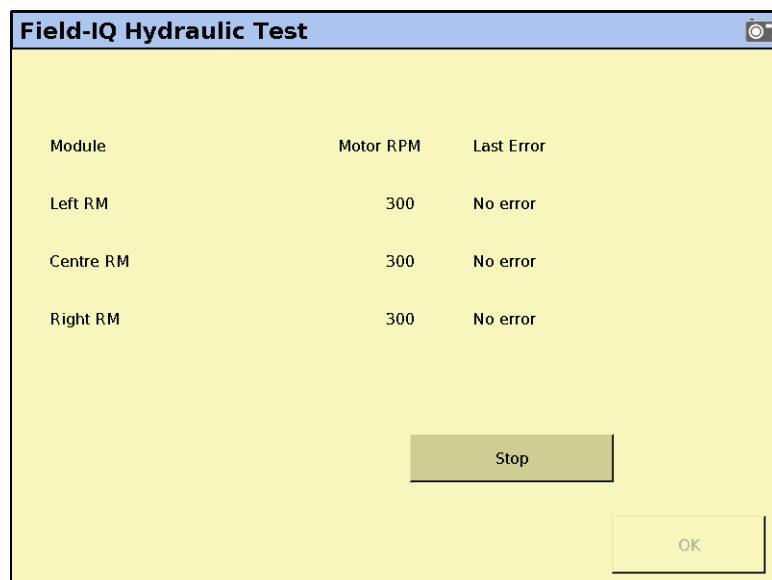 Field-IQ Hydraulic Test
Module Motor RPM Last Error
Left RM 300 No error
Centre RM 300 No error
Right RM 300 No error
Stop
OK